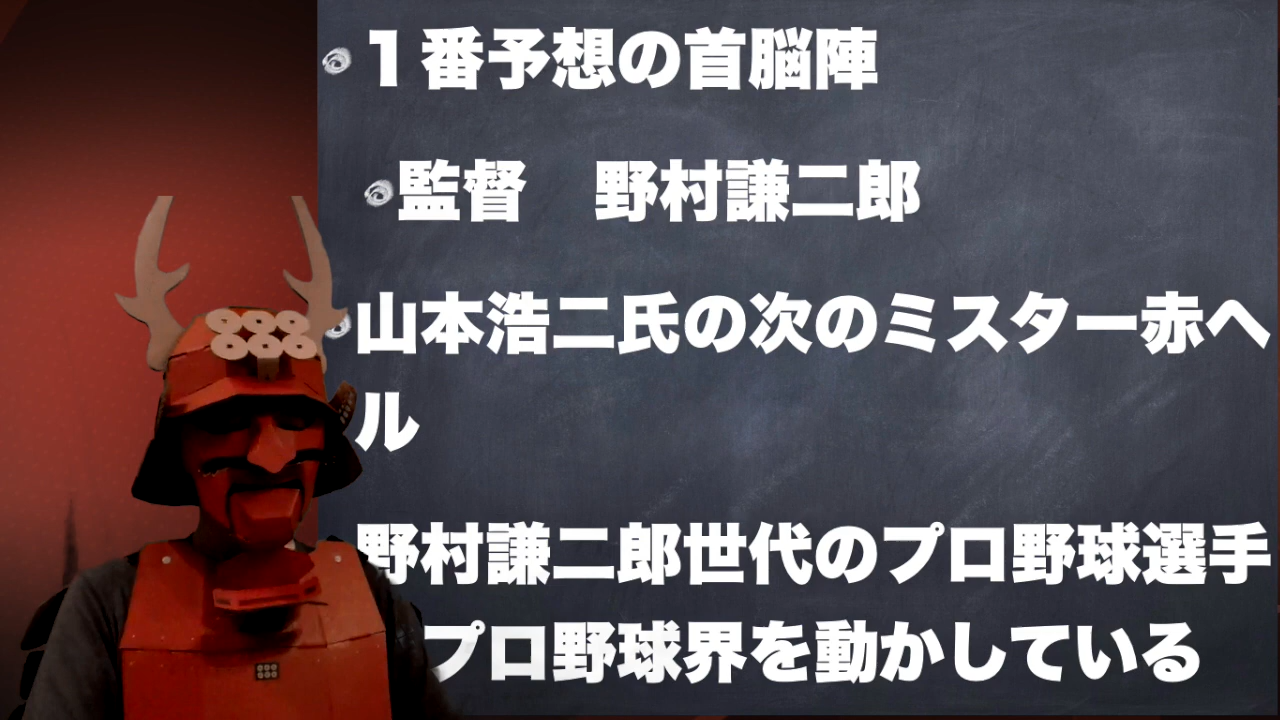 １番予想の首脳陣
監督　野村謙二郎
山本浩二氏の次のミスター赤ヘ
ル
野村謙二郎世代のプロ野球選手
プロ野球界を動かしている